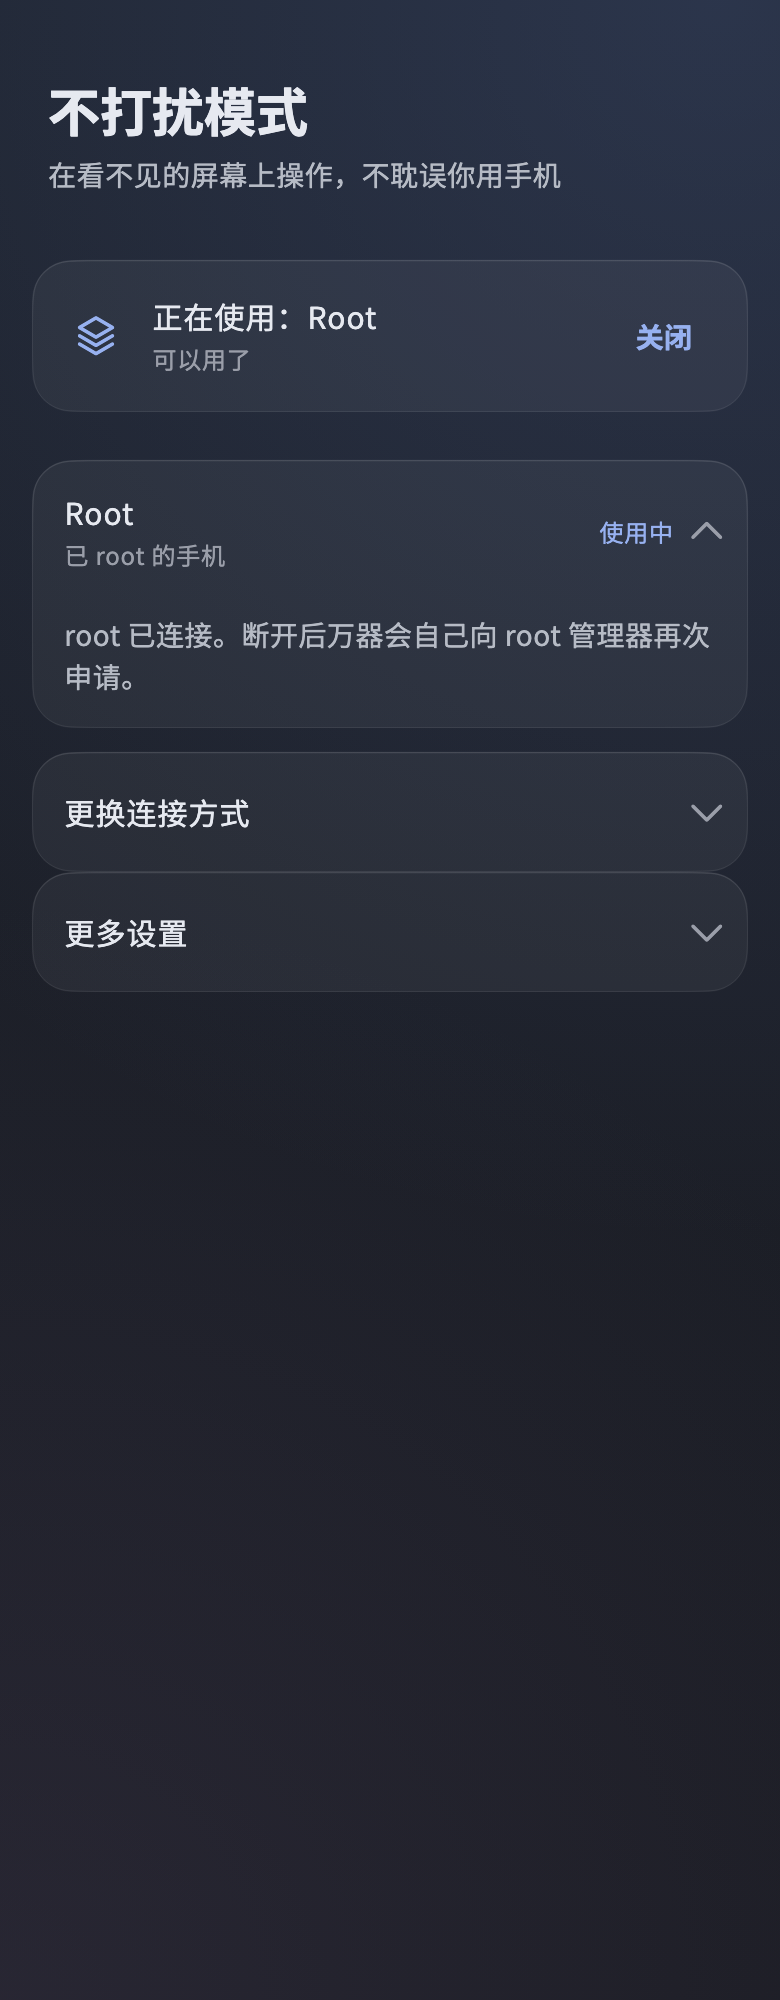 不打扰模式
在看不见的屏幕上操作，不耽误你用手机
正在使用：Root
可以用了
关闭
Root
已 root 的手机
使用中
root 已连接。断开后万器会自己向 root 管理器再次
申请。
更换连接方式
更多设置